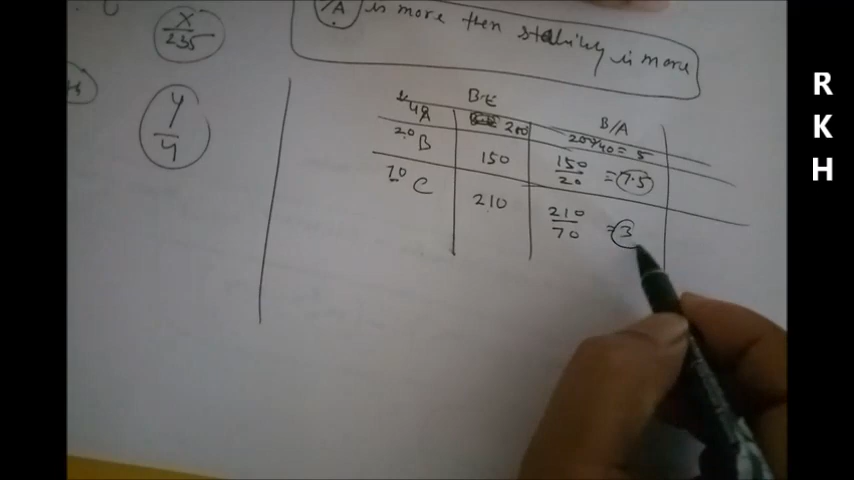 /A is more then stability is more
X
235
Y
4
B.E
B/A
40A
200
200/40 = 5
20 B
150
150
20
= 7.5
70 C
210
210
70
= 3
R
K
H